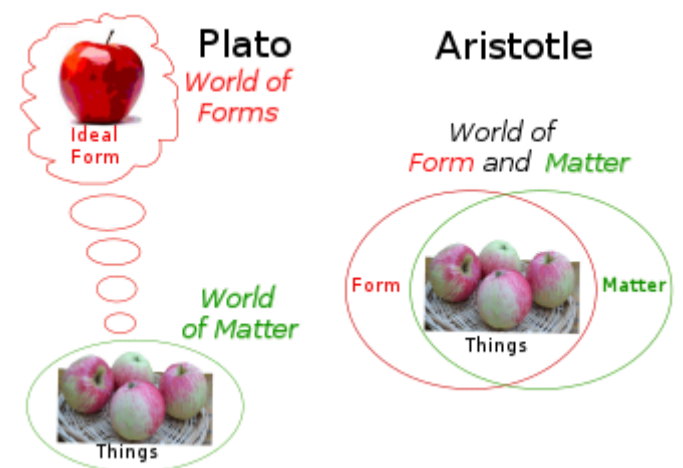 Plato
World of
Forms
Ideal
Form
World
of Matter
Things
Aristotle
World of
Form and Matter
Form
Matter
Things